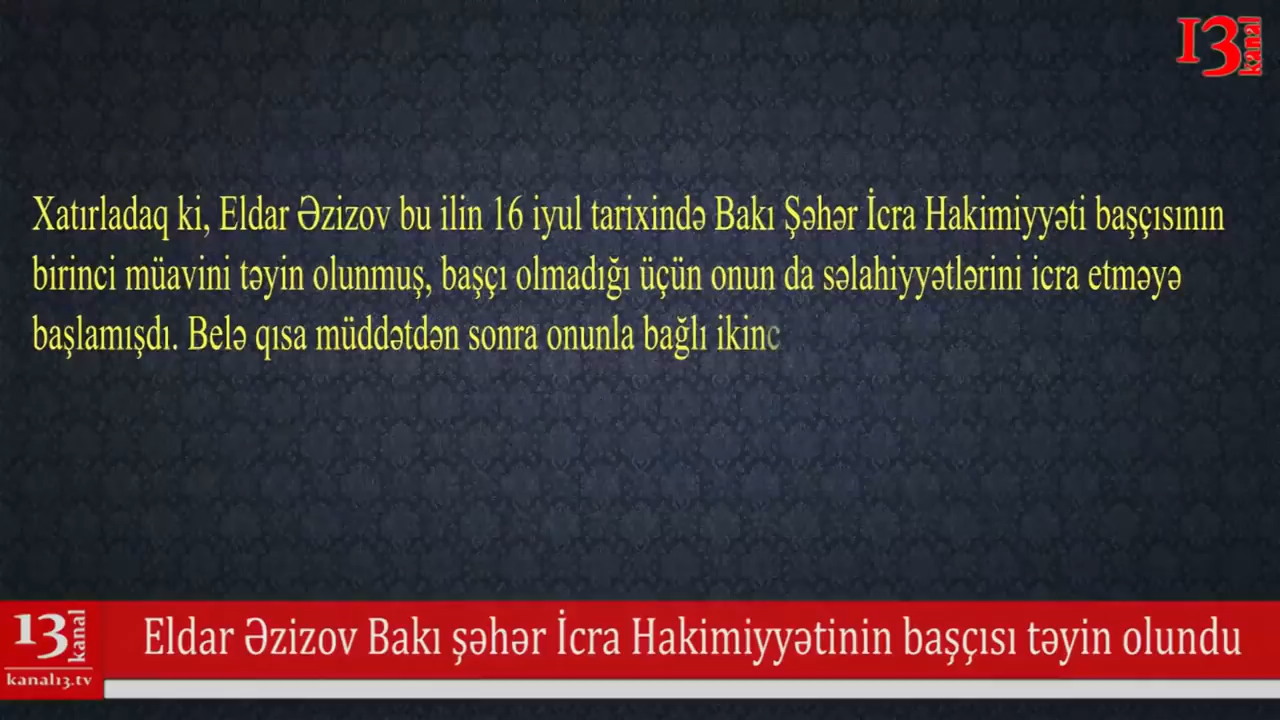 13 kanal
Xatırladaq ki, Eldar Əzizov bu ilin 16 iyul tarixində Bakı Şəhər İcra Hakimiyyəti başçısının
birinci müavini təyin olunmuş, başçı olmadığı üçün onun da səlahiyyətlərini icra etməyə
başlamışdı. Belə qısa müddətdən sonra onunla bağlı ikinc
13 kanal
kanal13.tv
Eldar Əzizov Bakı şəhər İcra Hakimiyyətinin başçısı təyin olundu